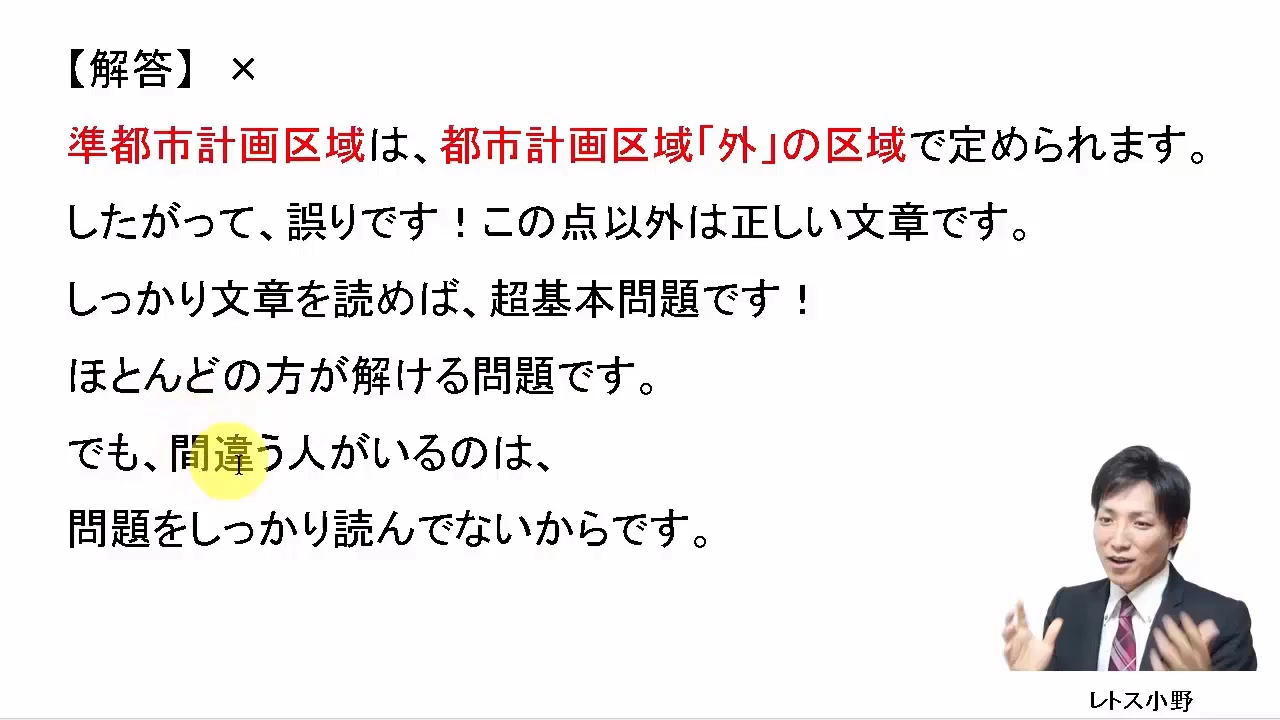 【解答】 ×
準都市計画区域は、都市計画区域「外」の区域で定められます。
したがって、誤りです！この点以外は正しい文章です。
しっかり文章を読めば、超基本問題です！
ほとんどの方が解ける問題です。
でも、間違う人がいるのは、
問題をしっかり読んでないからです。
レトス小野